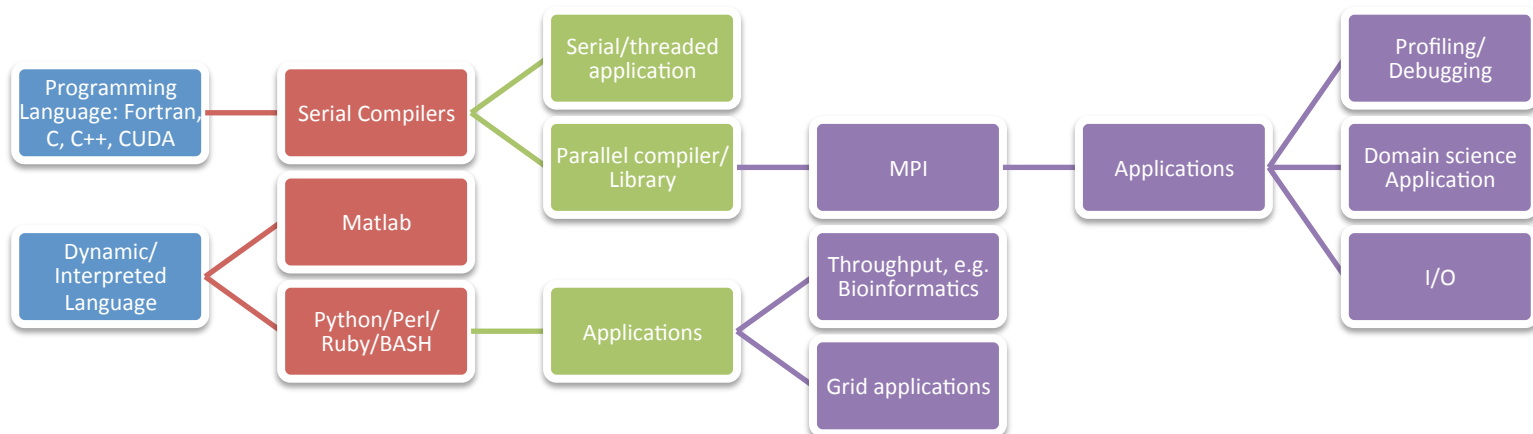 Programming
Language: Fortran,
C, C++, CUDA
Serial Compilers
Serial/threaded
application
Parallel compiler/
Library
MPI
Applications
Profiling/
Debugging
Domain science
Application
I/O
Dynamic/
Interpreted
Language
Matlab
Python/Perl/
Ruby/BASH
Applications
Throughput, e.g.
Bioinformatics
Grid applications